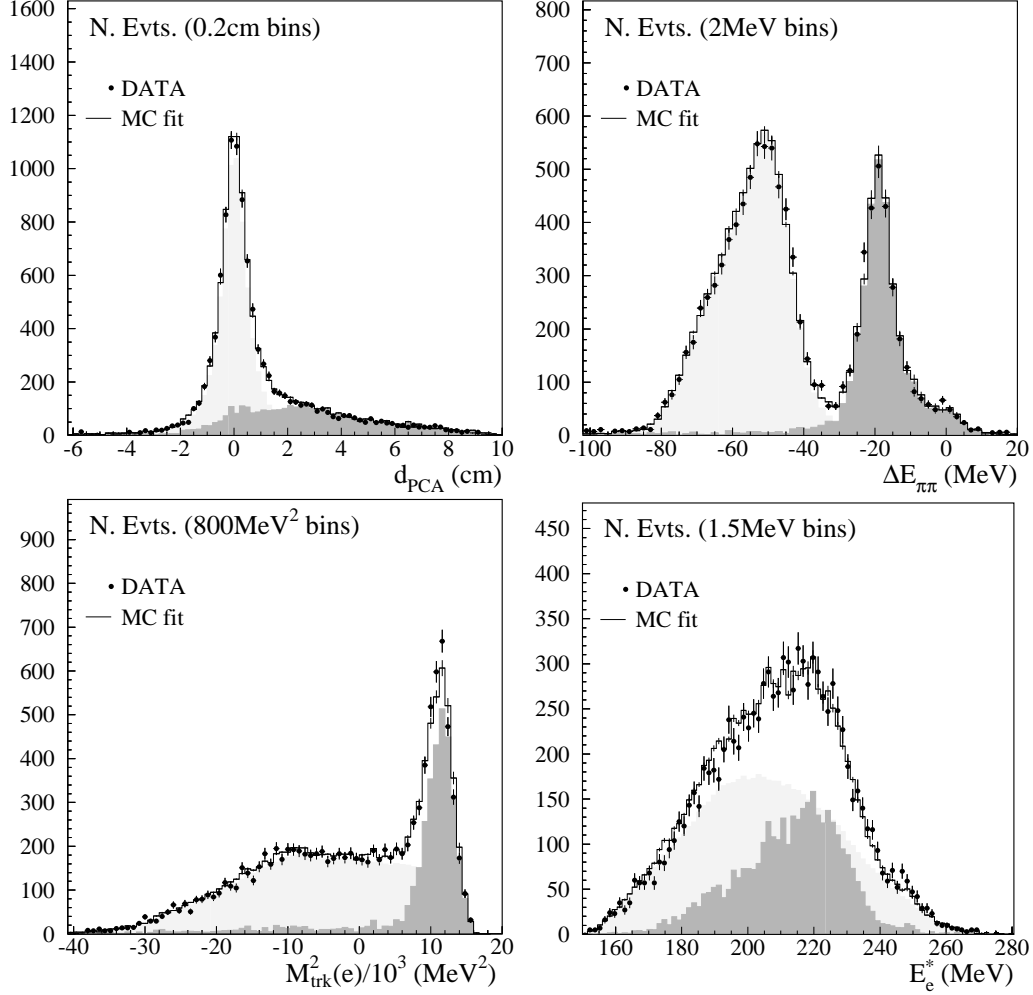 N. Evts. (0.2cm bins)
DATA
MC fit
1600
1400
1200
1000
800
600
400
200
0
-6 -4 -2 0 2 4 6 8 10
d_PCA (cm)
N. Evts. (2MeV bins)
DATA
MC fit
800
700
600
500
400
300
200
100
0
-100 -80 -60 -40 -20 0 20
ΔE_ππ (MeV)
N. Evts. (800MeV² bins)
DATA
MC fit
900
800
700
600
500
400
300
200
100
0
-40 -30 -20 -10 0 10 20
M²_trk(e)/10³ (MeV²)
N. Evts. (1.5MeV bins)
DATA
MC fit
450
400
350
300
250
200
150
100
50
0
160 180 200 220 240 260 280
E*_e (MeV)